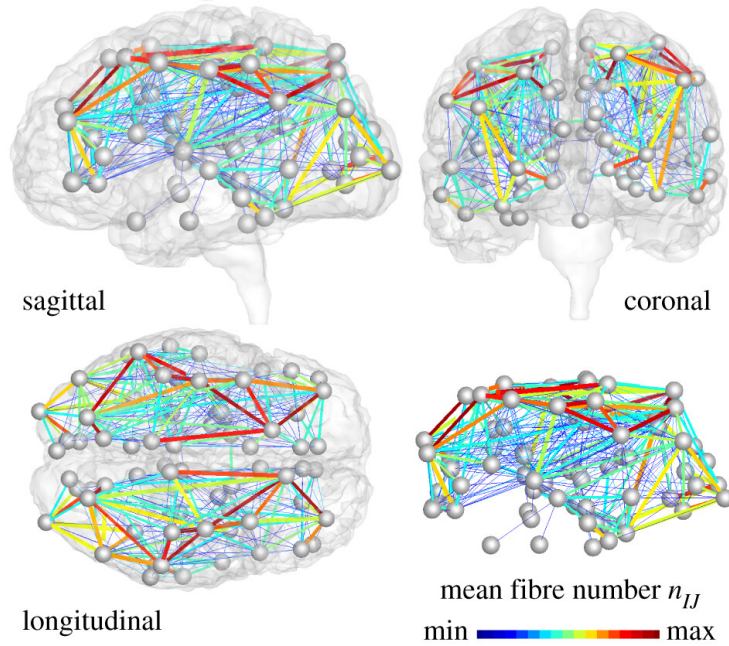 sagittal
coronal
longitudinal
mean fibre number n_IJ
min max